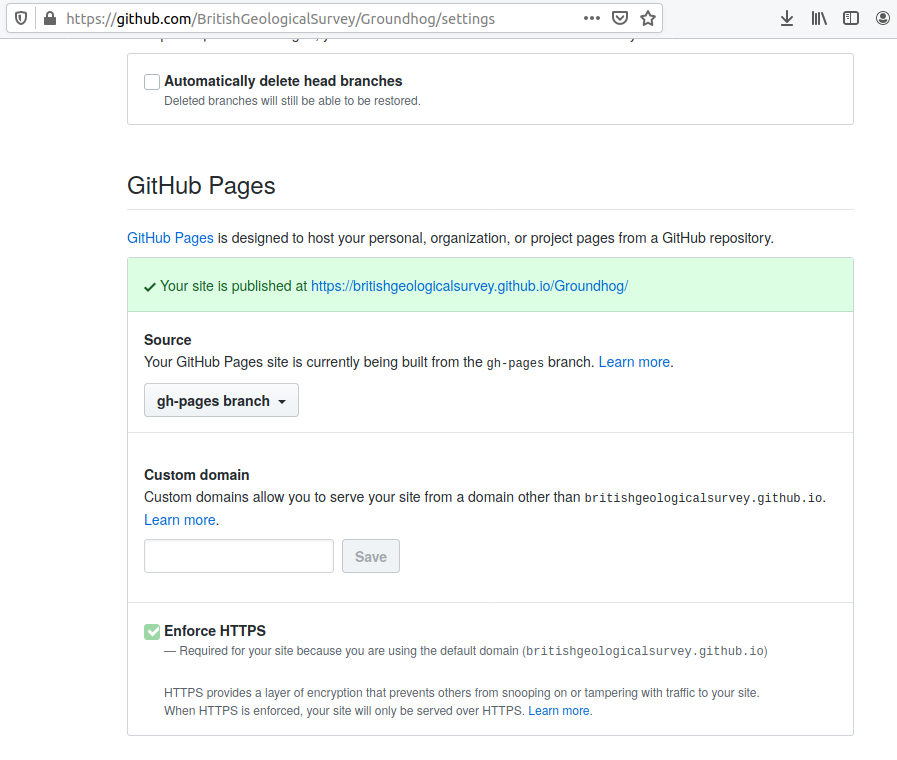 https://github.com/BritishGeologicalSurvey/Groundhog/settings
Automatically delete head branches
Deleted branches will still be able to be restored.
GitHub Pages
GitHub Pages is designed to host your personal, organization, or project pages from a GitHub repository.
Your site is published at https://britishgeologicalsurvey.github.io/Groundhog/
Source
Your GitHub Pages site is currently being built from the gh-pages branch. Learn more.
gh-pages branch
Custom domain
Custom domains allow you to serve your site from a domain other than britishgeologicalsurvey.github.io.
Learn more.
Save
Enforce HTTPS
— Required for your site because you are using the default domain (britishgeologicalsurvey.github.io)
HTTPS provides a layer of encryption that prevents others from snooping on or tampering with traffic to your site.
When HTTPS is enforced, your site will only be served over HTTPS. Learn more.